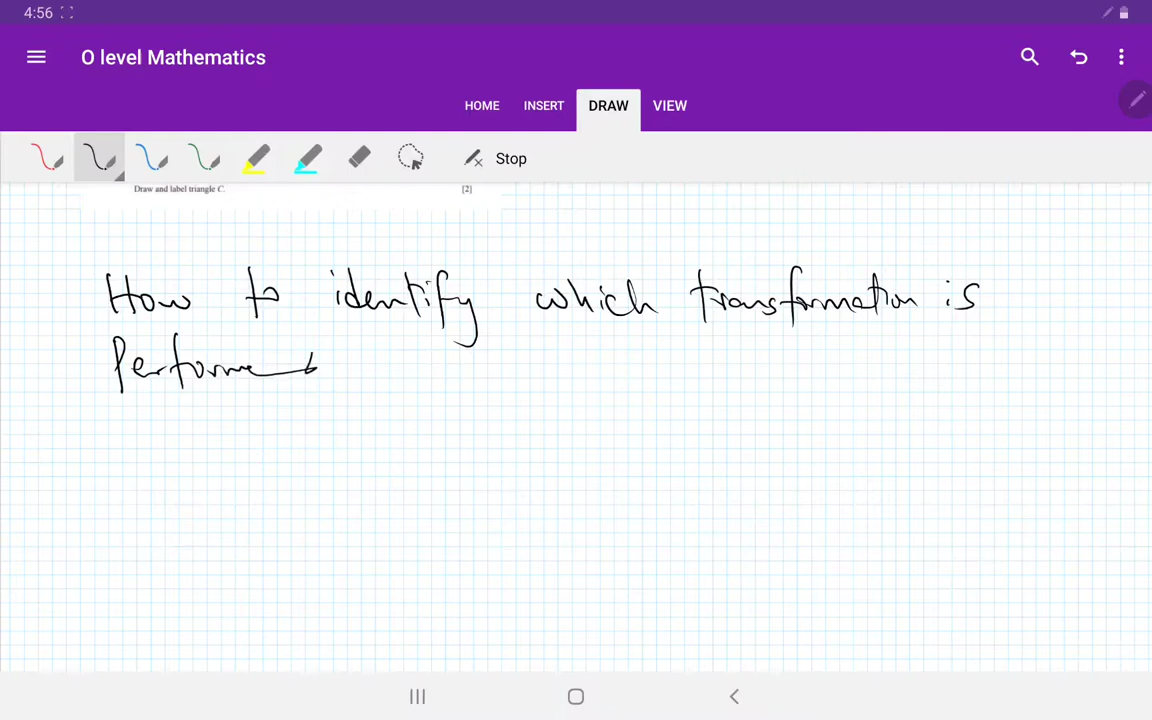 4:56
O level Mathematics
HOME INSERT DRAW VIEW
Stop
Draw and label triangle C. [2]
How to identify which transformation is
Performed